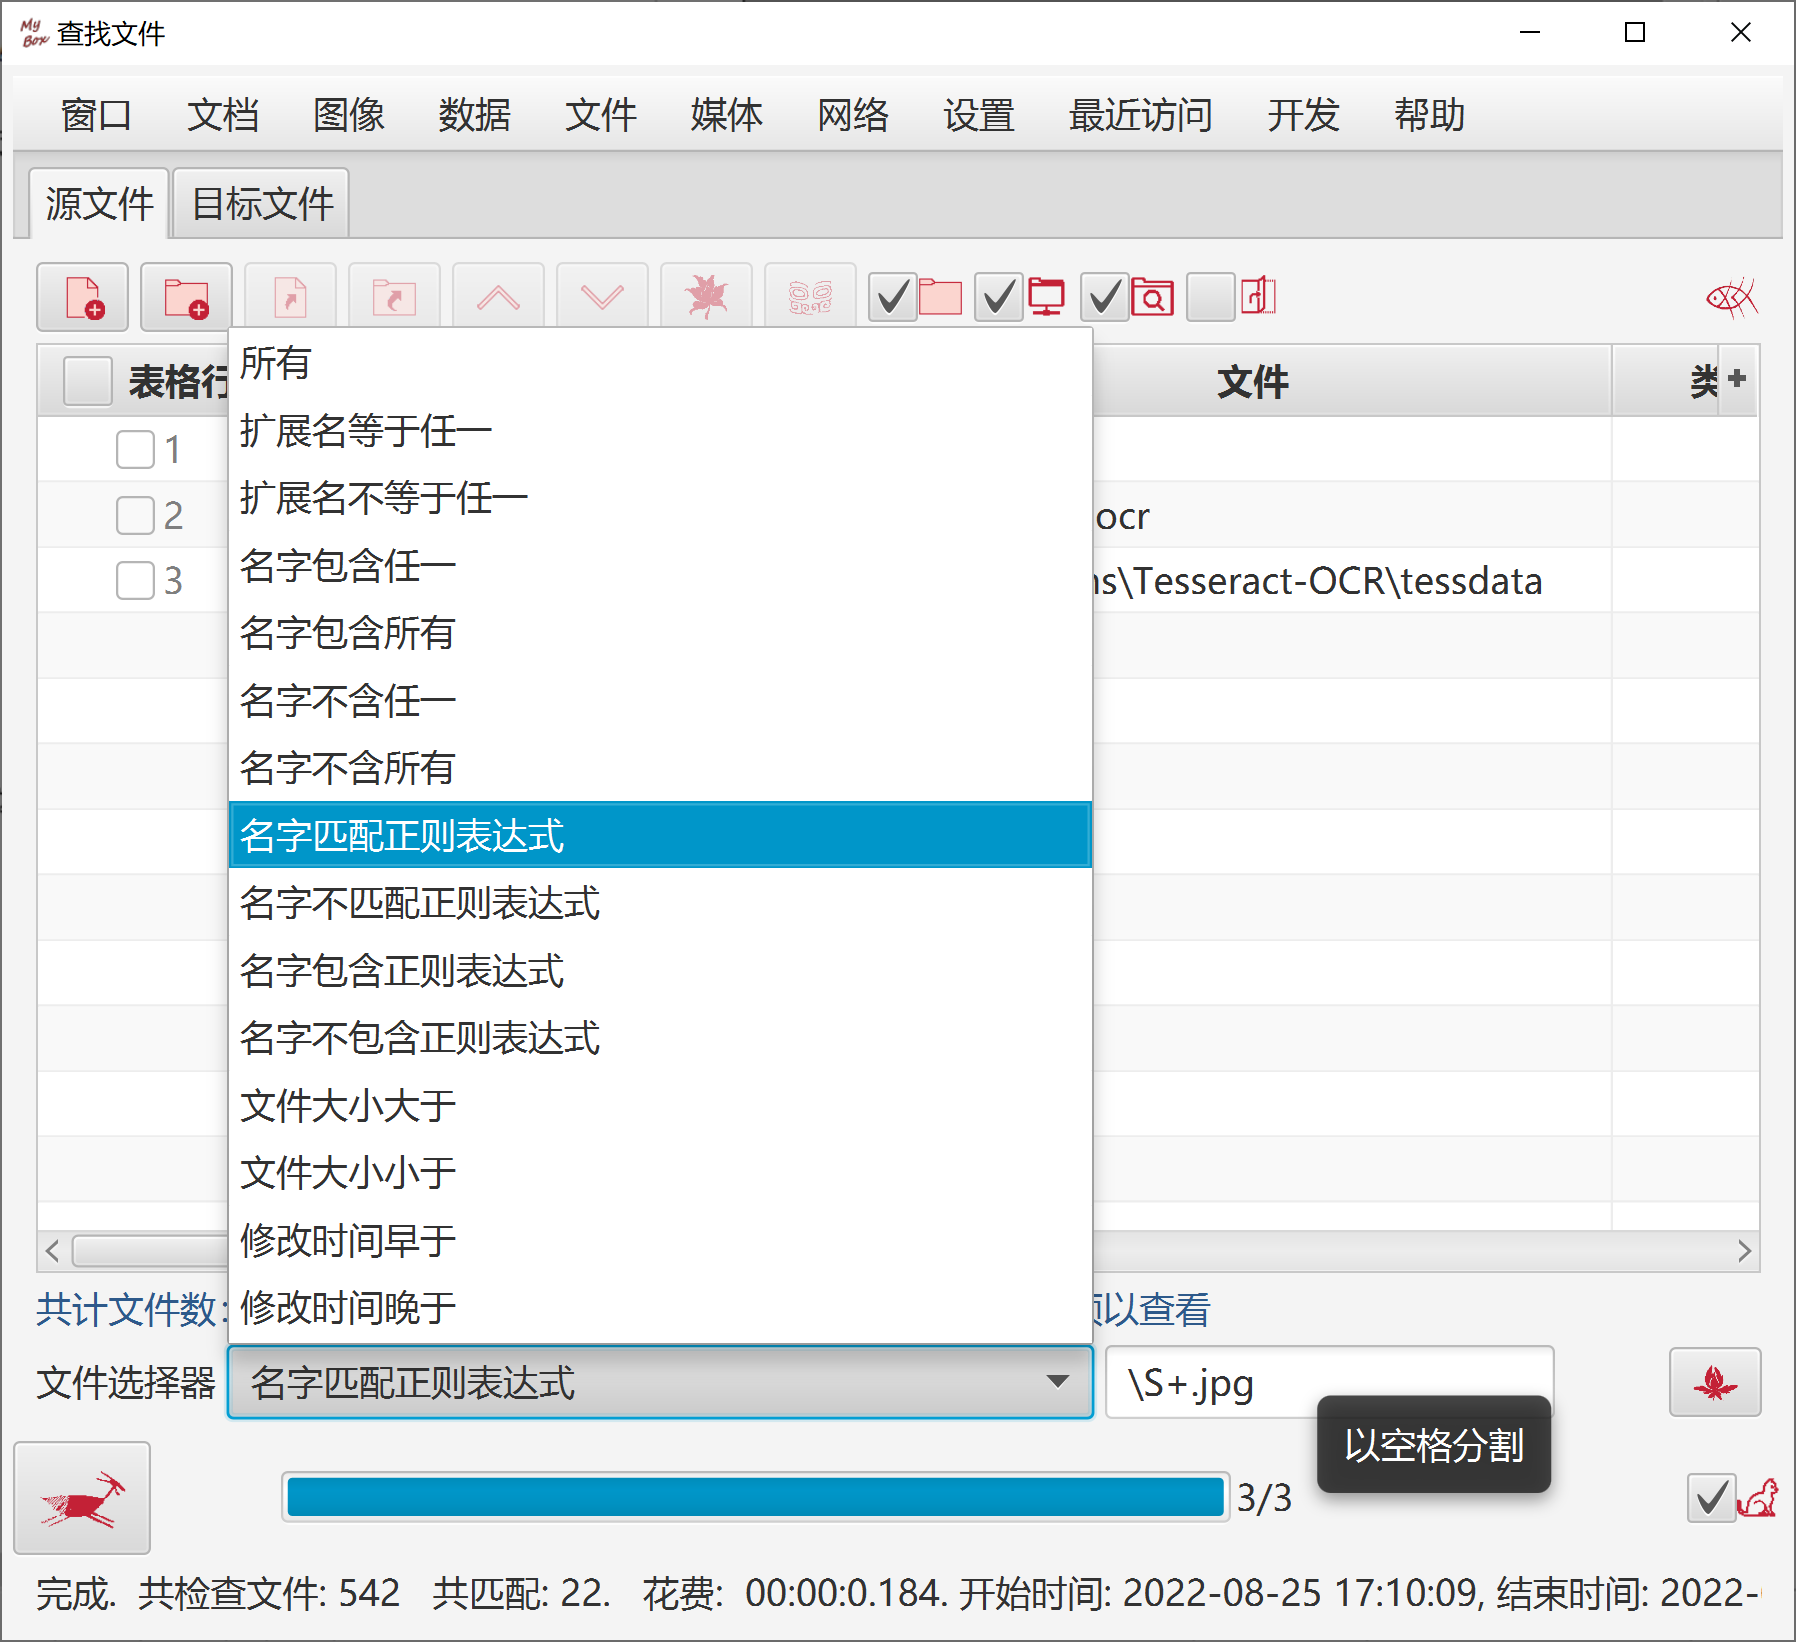 My Box 查找文件
窗口 文档 图像 数据 文件 媒体 网络 设置 最近访问 开发 帮助
源文件 目标文件
表格行 文件 类 +
1
2 ocr
3 ns\Tesseract-OCR\tessdata
所有
扩展名等于任一
扩展名不等于任一
名字包含任一
名字包含所有
名字不含任一
名字不含所有
名字匹配正则表达式
名字不匹配正则表达式
名字包含正则表达式
名字不包含正则表达式
文件大小大于
文件大小小于
修改时间早于
修改时间晚于
共计文件数: 以查看
文件选择器 名字匹配正则表达式 \S+.jpg
以空格分割
3/3
完成. 共检查文件: 542 共匹配: 22. 花费: 00:00:0.184. 开始时间: 2022-08-25 17:10:09, 结束时间: 2022-